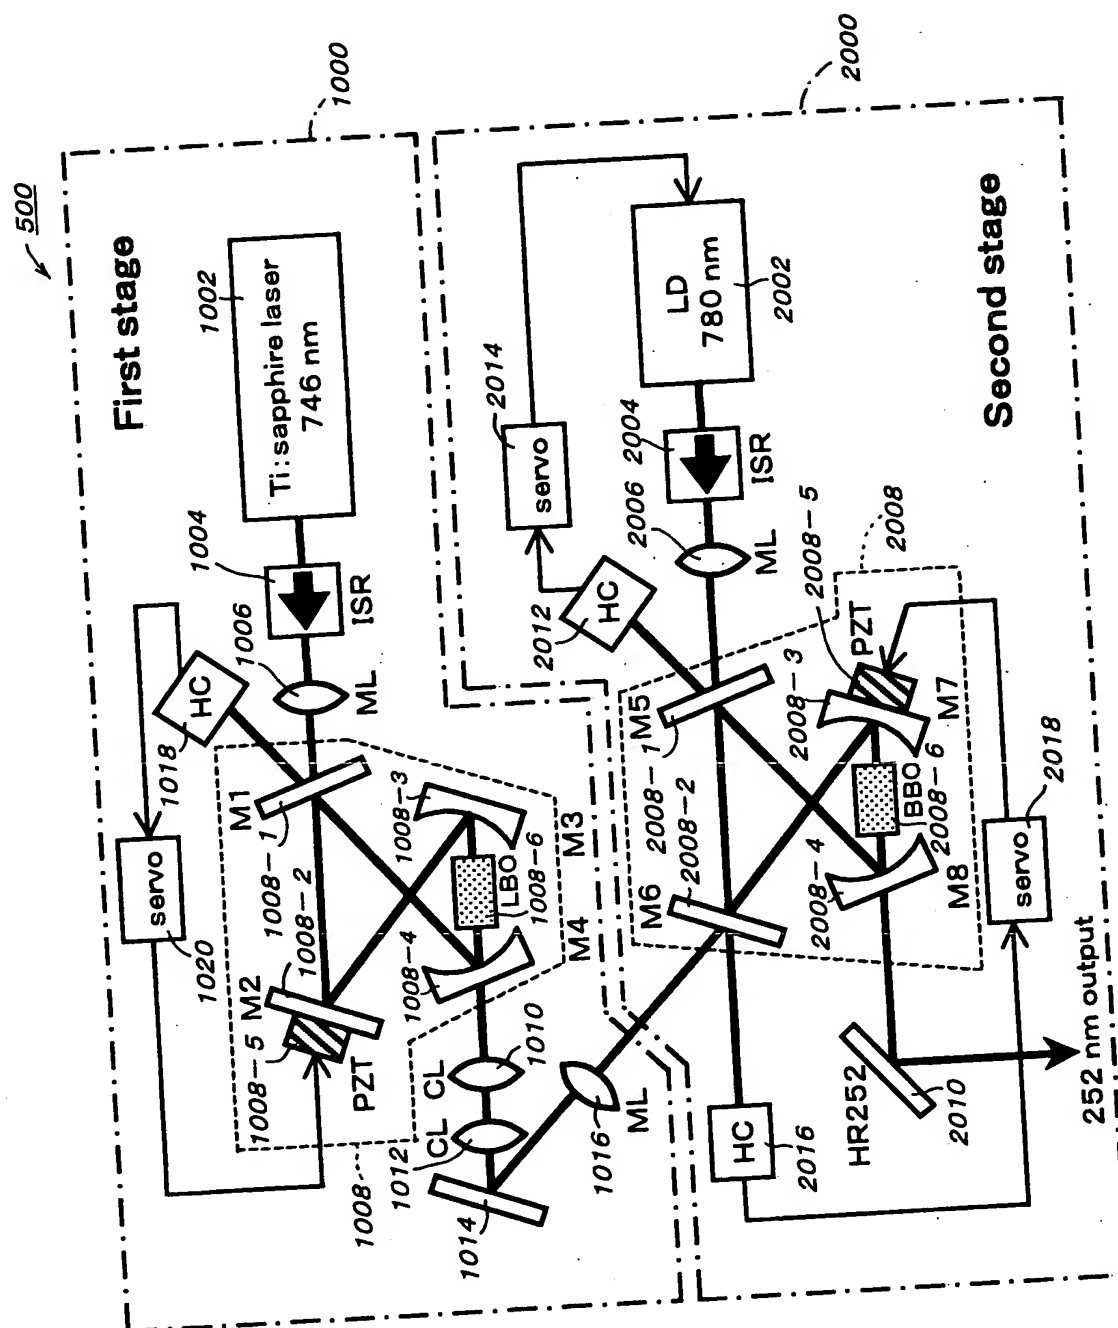 500
1000
First stage
1002
Ti:sapphire laser
746 nm
1004
ISR
1006
ML
HC
1018
servo
1020
M1
1008-1
1008-2
M2
1008-5
PZT
1008-3
M3
LBO
1008-6
M4
1008-4
1008
CL
1010
CL
1012
1014
1016
ML
2000
Second stage
LD
780 nm
2002
2004
ISR
2006
ML
servo
2014
HC
2012
M5
2008-1
M6
2008-2
2008-3
2008-5
2008
PZT
M7
BBO
2008-6
2008-4
M8
servo
2018
HC
2016
HR252
2010
252 nm output